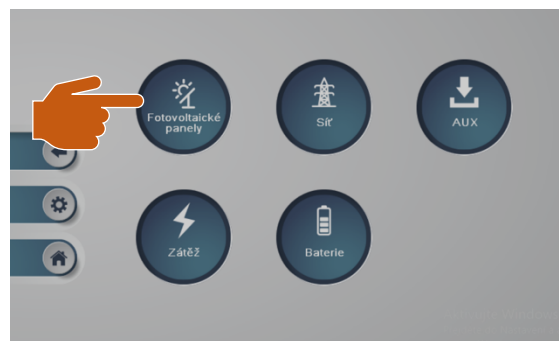 Fotovoltaické
panely
Síť
AUX
Zátěž
Baterie